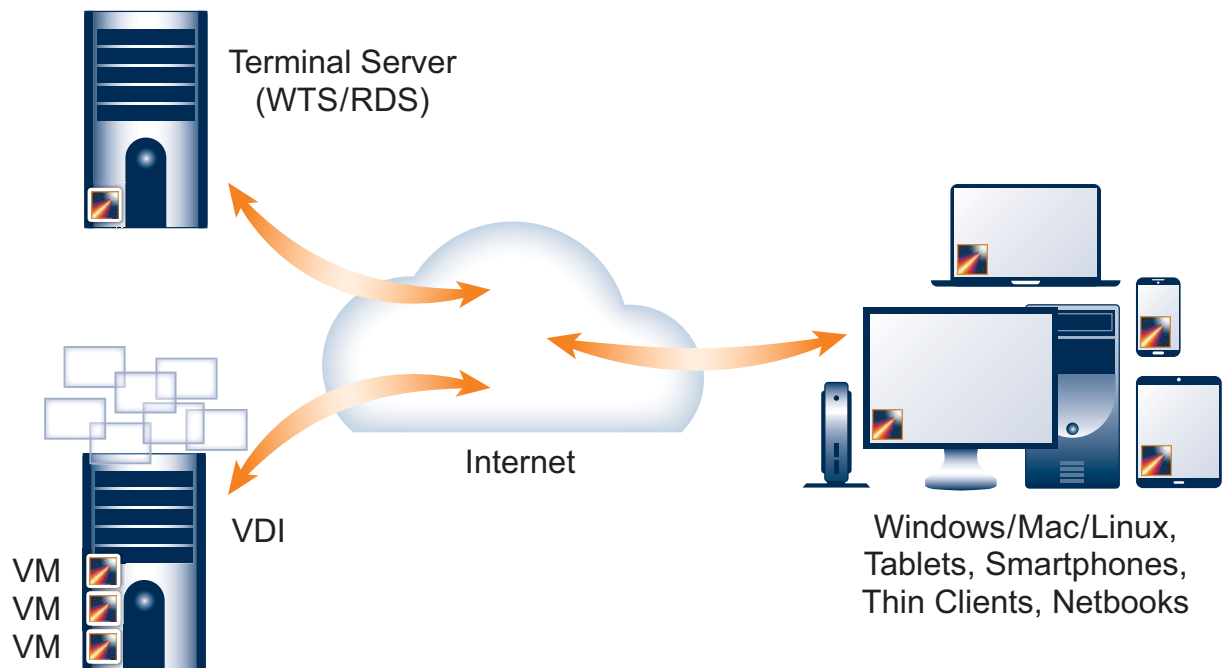 Terminal Server
(WTS/RDS)
Internet
VDI
VM
VM
VM
Windows/Mac/Linux,
Tablets, Smartphones,
Thin Clients, Netbooks